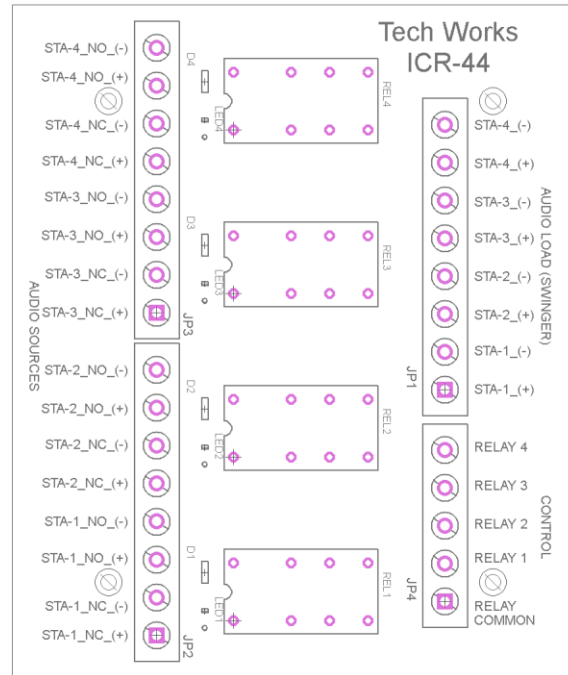 Tech Works
ICR-44
AUDIO SOURCES
STA-4_NO_(-)
STA-4_NO_(+)
STA-4_NC_(-)
STA-4_NC_(+)
STA-3_NO_(-)
STA-3_NO_(+)
STA-3_NC_(-)
STA-3_NC_(+)
JP3
STA-2_NO_(-)
STA-2_NO_(+)
STA-2_NC_(-)
STA-2_NC_(+)
STA-1_NO_(-)
STA-1_NO_(+)
STA-1_NC_(-)
STA-1_NC_(+)
JP2
D4
LED4
REL4
D3
LED3
REL3
D2
LED2
REL2
D1
LED1
REL1
AUDIO LOAD (SWINGER)
STA-4_(-)
STA-4_(+)
STA-3_(-)
STA-3_(+)
STA-2_(-)
STA-2_(+)
STA-1_(-)
STA-1_(+)
JP1
CONTROL
RELAY 4
RELAY 3
RELAY 2
RELAY 1
RELAY
COMMON
JP4